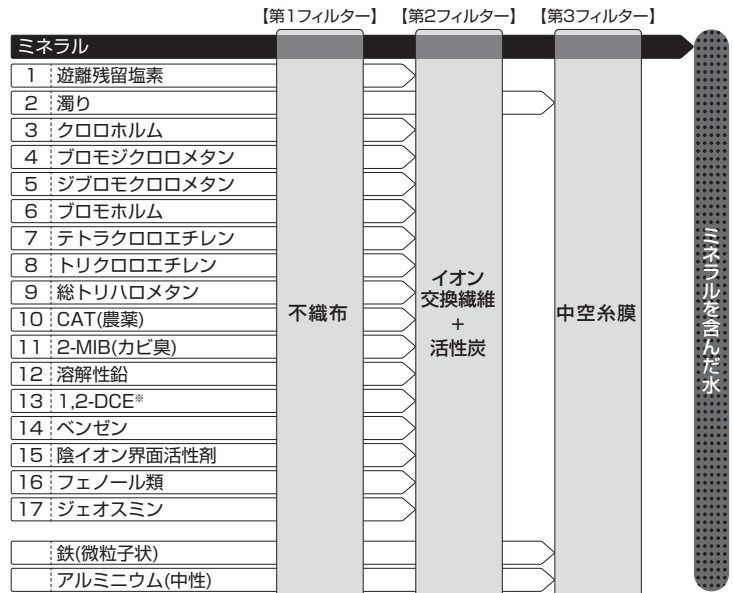 【第1フィルター】 【第2フィルター】 【第3フィルター】
ミネラル
1 遊離残留塩素
2 濁り
3 クロロホルム
4 ブロモジクロロメタン
5 ジブロモクロロメタン
6 ブロモホルム
7 テトラクロロエチレン
8 トリクロロエチレン
9 総トリハロメタン
10 CAT(農薬)
11 2-MIB(カビ臭)
12 溶解性鉛
13 1,2-DCE※
14 ベンゼン
15 陰イオン界面活性剤
16 フェノール類
17 ジェオスミン
鉄(微粒子状)
アルミニウム(中性)
不織布
イオン
交換繊維
+
活性炭
中空糸膜
ミネラルを含んだ水